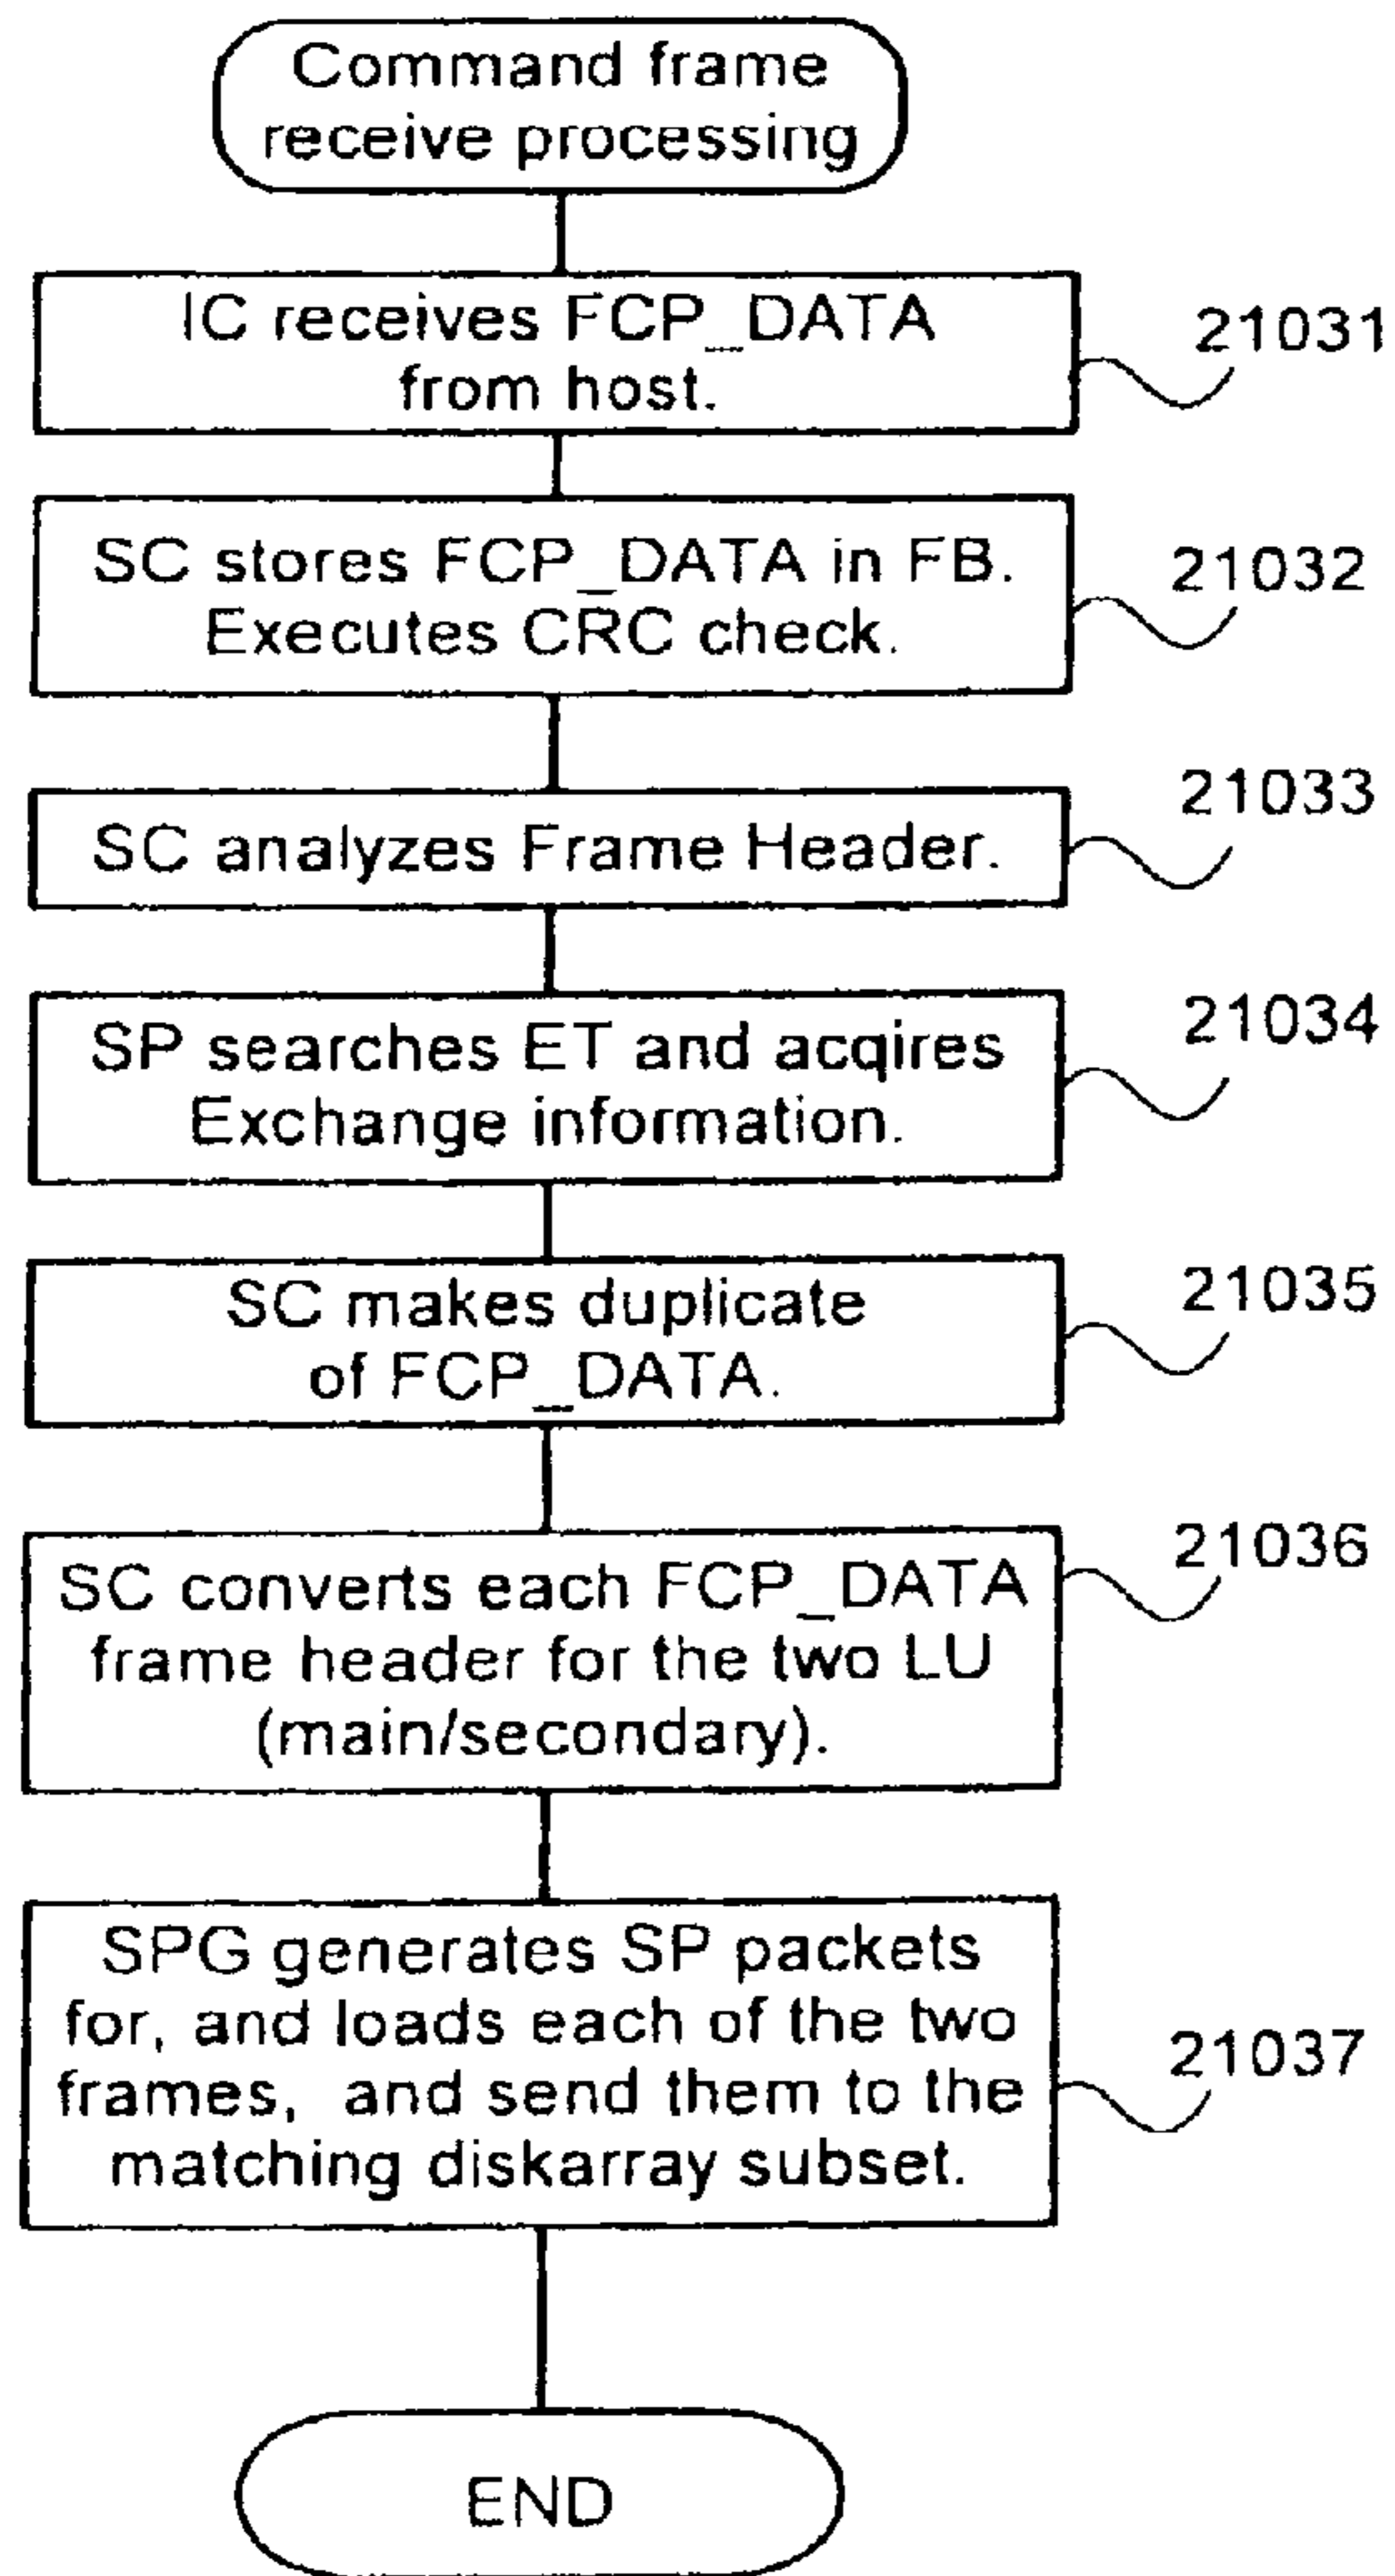 Command frame
receive processing
IC receives FCP_DATA
from host.
21031
SC stores FCP_DATA in FB.
Executes CRC check.
21032
SC analyzes Frame Header.
21033
SP searches ET and acqires
Exchange information.
21034
SC makes duplicate
of FCP_DATA.
21035
SC converts each FCP_DATA
frame header for the two LU
(main/secondary).
21036
SPG generates SP packets
for, and loads each of the two
frames, and send them to the
matching diskarray subset.
21037
END